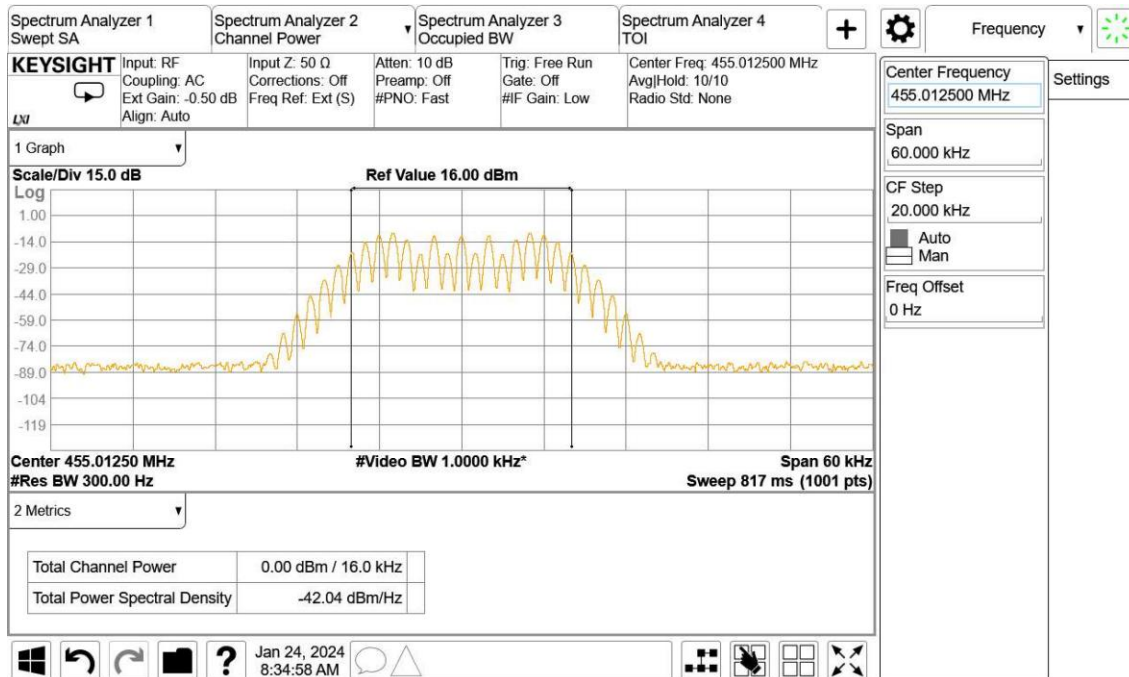 Spectrum Analyzer 1
Swept SA
Spectrum Analyzer 2
Channel Power
Spectrum Analyzer 3
Occupied BW
Spectrum Analyzer 4
TOI
+
Frequency
KEYSIGHT
LXI
Input: RF
Coupling: AC
Ext Gain: -0.50 dB
Align: Auto
Input Z: 50 Ω
Corrections: Off
Freq Ref: Ext (S)
Atten: 10 dB
Preamp: Off
#PNO: Fast
Trig: Free Run
Gate: Off
#IF Gain: Low
Center Freq: 455.012500 MHz
Avg|Hold: 10/10
Radio Std: None
Center Frequency
455.012500 MHz
Settings
Span
60.000 kHz
CF Step
20.000 kHz
Auto
Man
Freq Offset
0 Hz
1 Graph
Scale/Div 15.0 dB
Ref Value 16.00 dBm
Log
1.00
-14.0
-29.0
-44.0
-59.0
-74.0
-89.0
-104
-119
Center 455.01250 MHz
#Video BW 1.0000 kHz*
Span 60 kHz
#Res BW 300.00 Hz
Sweep 817 ms (1001 pts)
2 Metrics
Total Channel Power 0.00 dBm / 16.0 kHz
Total Power Spectral Density -42.04 dBm/Hz
?
Jan 24, 2024
8:34:58 AM